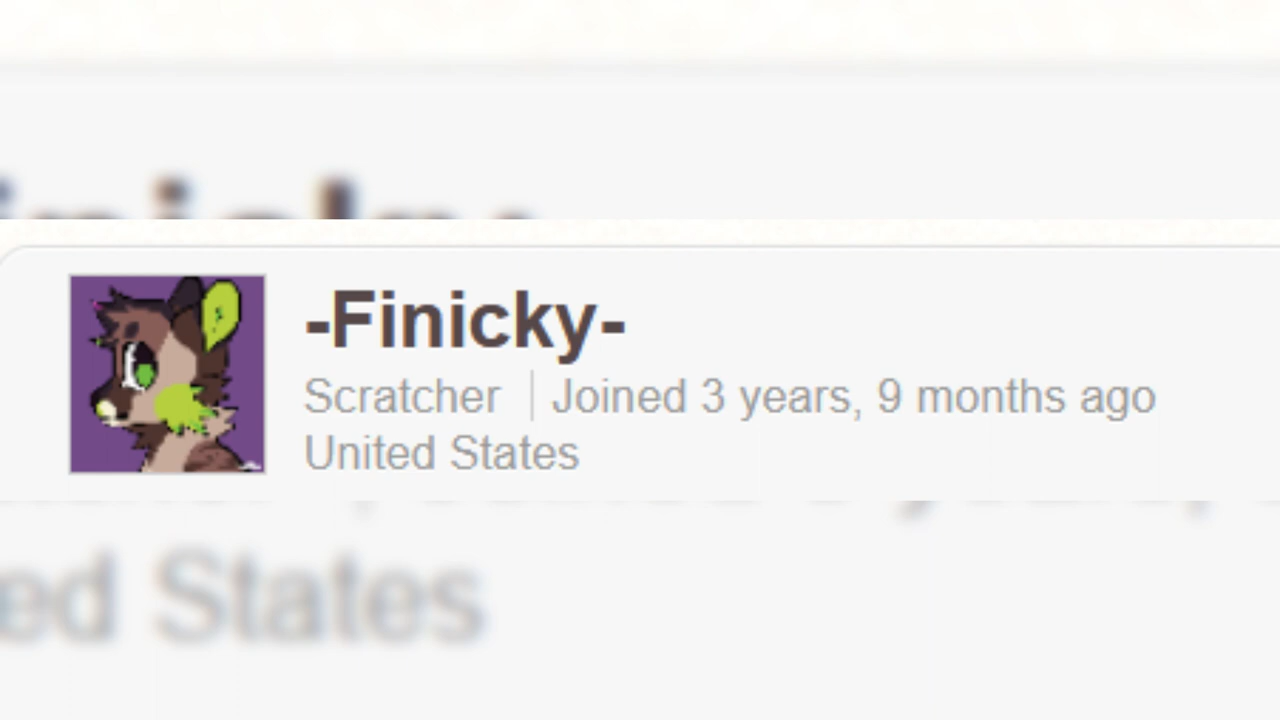 -Finicky-
Scratcher | Joined 3 years, 9 months ago
United States
ed States